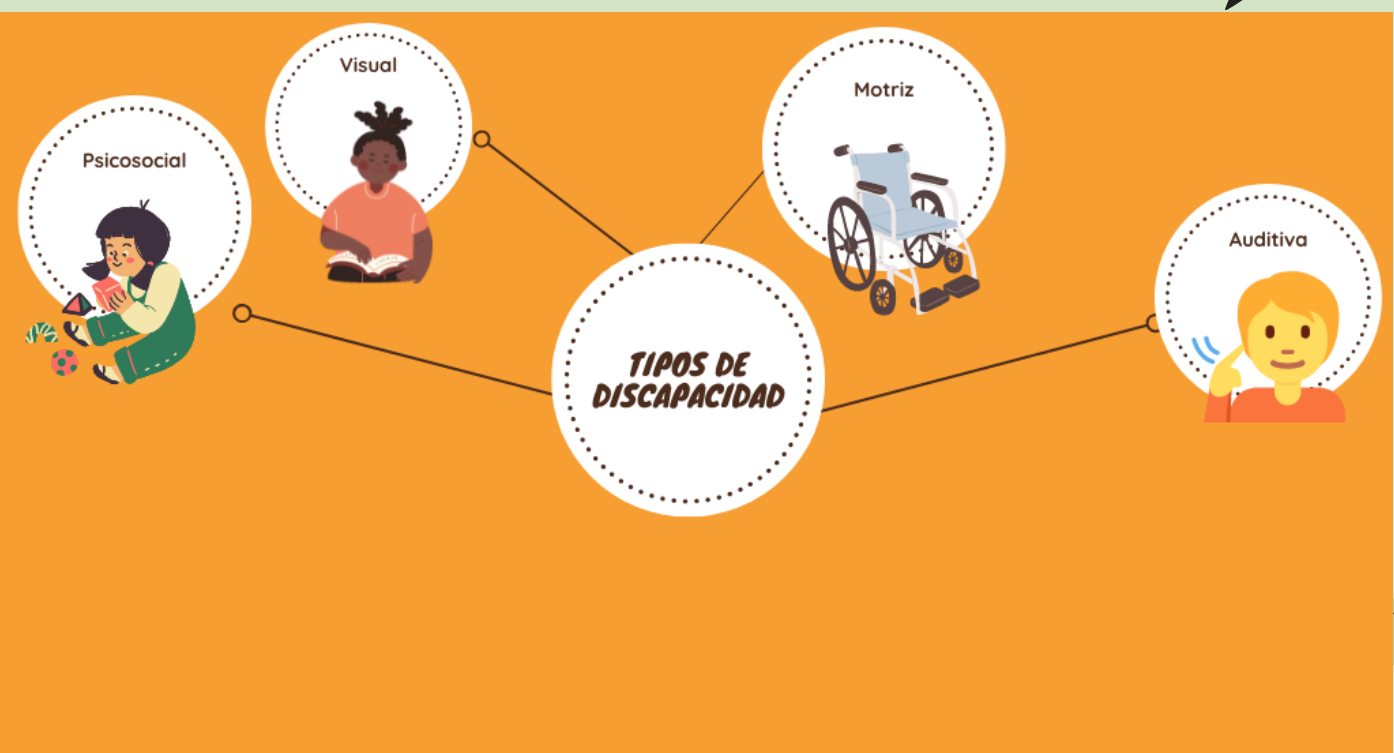 Visual
Motriz
Psicosocial
Auditiva
TIPOS DE
DISCAPACIDAD